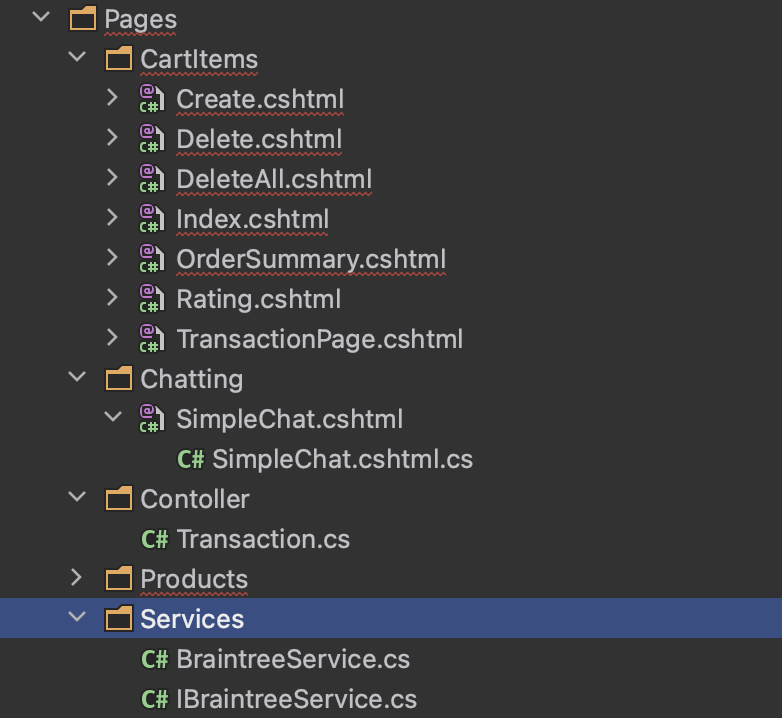 Pages
CartItems
Create.cshtml
Delete.cshtml
DeleteAll.cshtml
Index.cshtml
OrderSummary.cshtml
Rating.cshtml
TransactionPage.cshtml
Chatting
SimpleChat.cshtml
C# SimpleChat.cshtml.cs
Contoller
C# Transaction.cs
Products
Services
C# BraintreeService.cs
C# IBraintreeService.cs